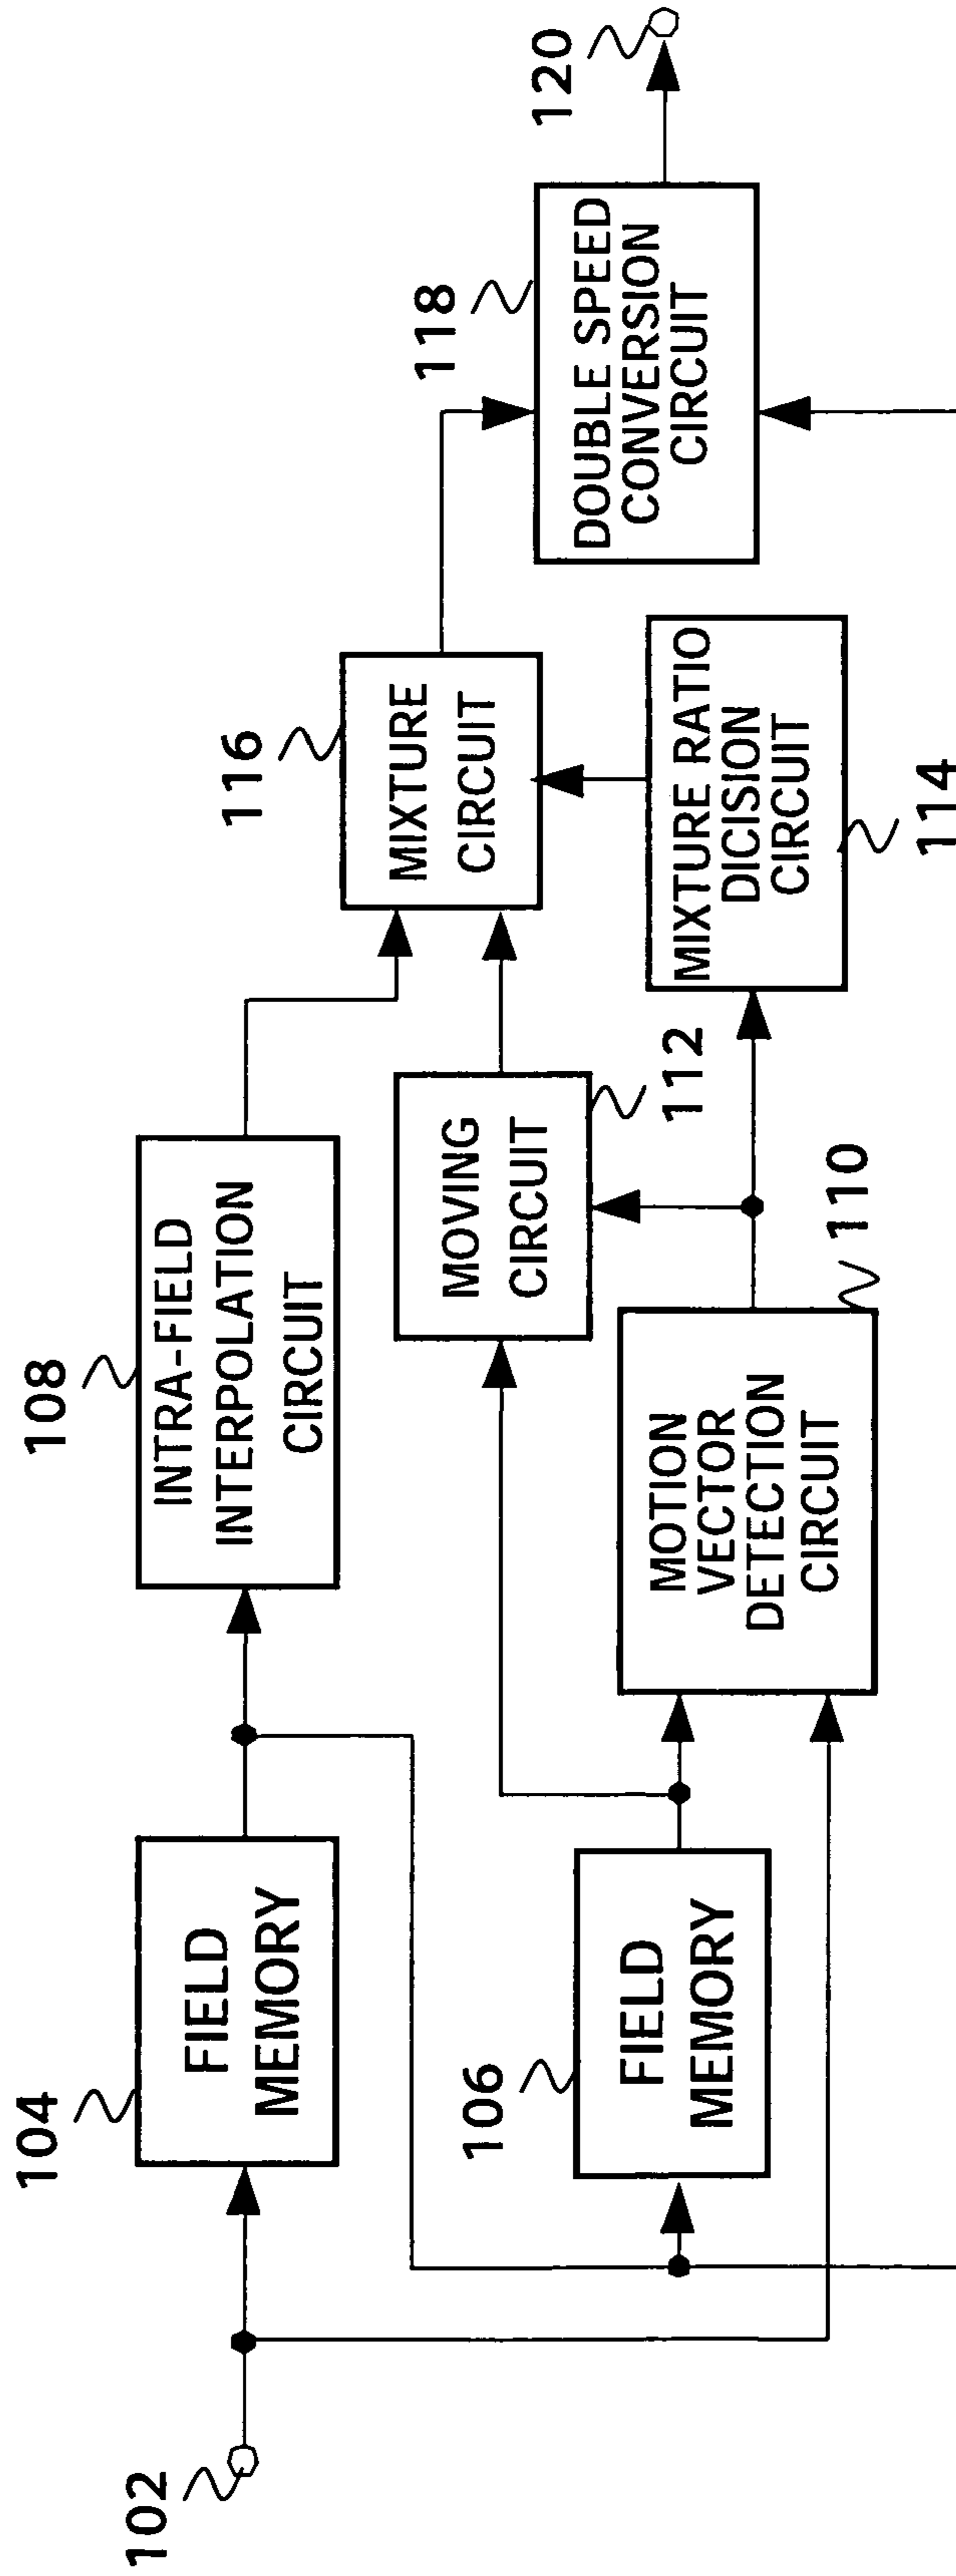 102
104
FIELD
MEMORY
106
FIELD
MEMORY
108
INTRA-FIELD
INTERPOLATION
CIRCUIT
110
MOTION
VECTOR
DETECTION
CIRCUIT
112
MOVING
CIRCUIT
114
MIXTURE RATIO
DICISION
CIRCUIT
116
MIXTURE
CIRCUIT
118
DOUBLE SPEED
CONVERSION
CIRCUIT
120